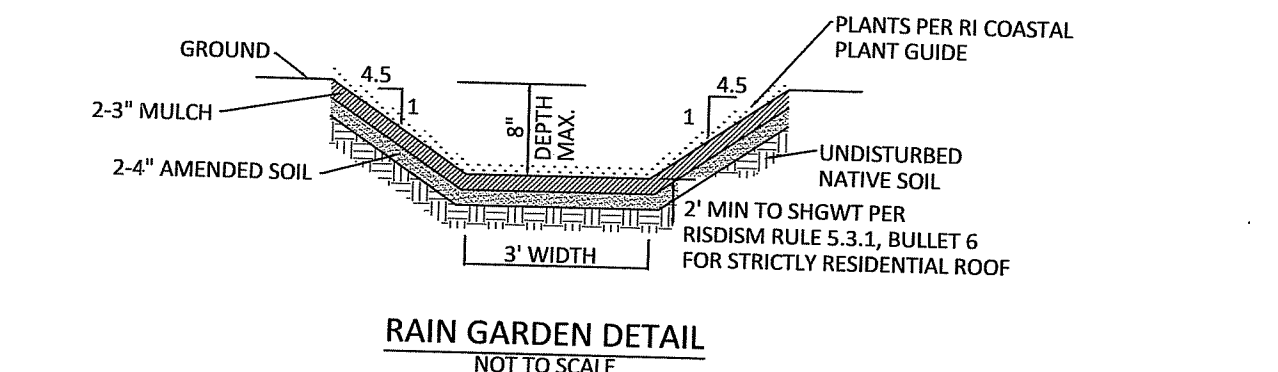 PLANTS PER RI COASTAL
PLANT GUIDE
GROUND
4.5
1
2-3" MULCH
2-4" AMENDED SOIL
8"
DEPTH
MAX.
4.5
1
UNDISTURBED
NATIVE SOIL
2' MIN TO SHGWT PER
RISDISM RULE 5.3.1, BULLET 6
FOR STRICTLY RESIDENTIAL ROOF
3' WIDTH
RAIN GARDEN DETAIL
NOT TO SCALE